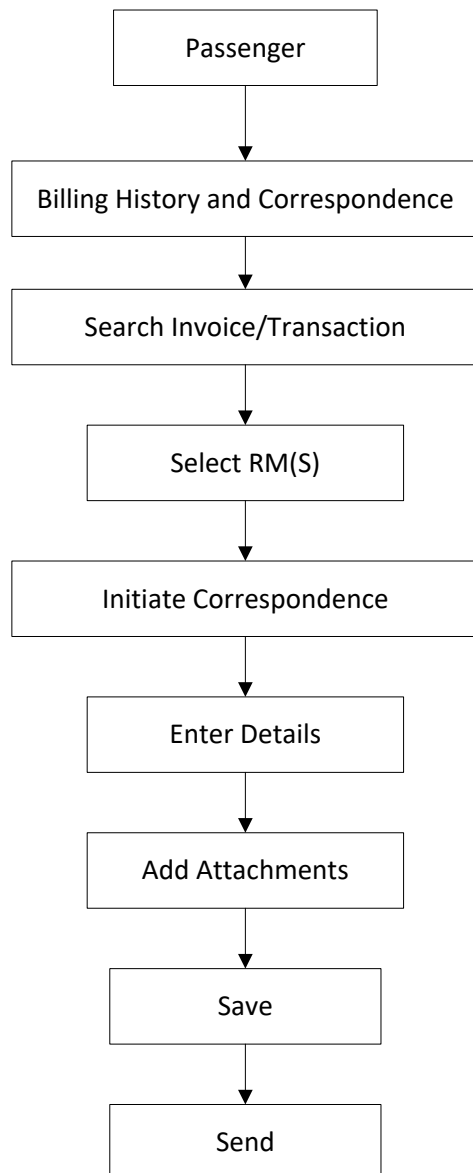 Passenger
Billing History and Correspondence
Search Invoice/Transaction
Select RM(S)
Initiate Correspondence
Enter Details
Add Attachments
Save
Send